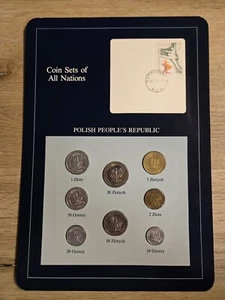 Coin Sets of
All Nations
POLISH PEOPLE'S REPUBLIC
1 Zloty
20 Zlotych
5 Zlotych
50 Groszy
2 Zlote
20 Groszy
10 Zlotych
10 Groszy